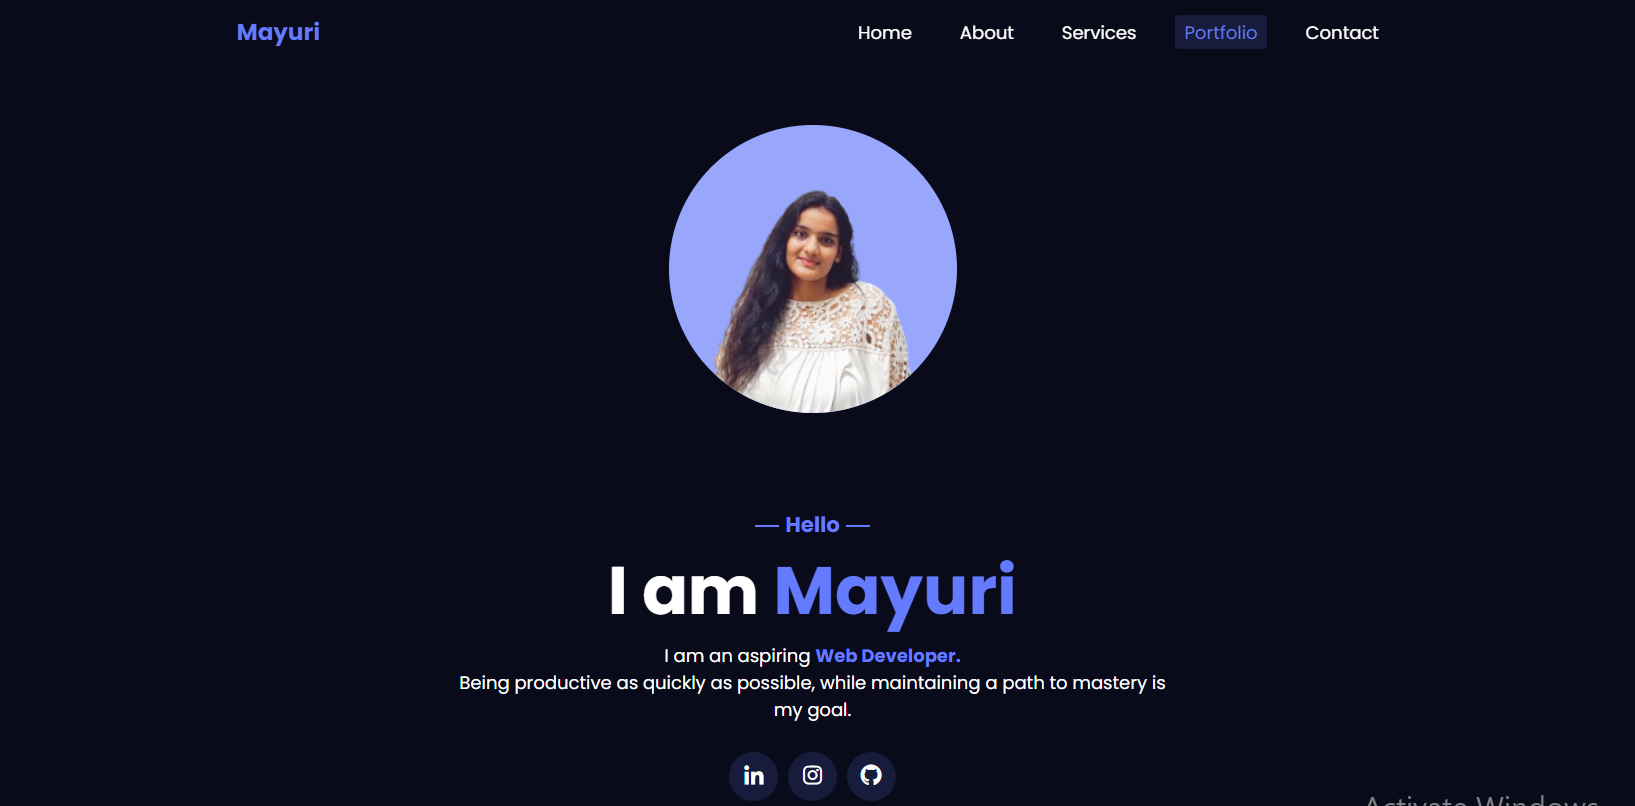 Mayuri
Home About Services Portfolio Contact
Hello
I am Mayuri
I am an aspiring Web Developer.
Being productive as quickly as possible, while maintaining a path to mastery is
my goal.
in
Activate Windows